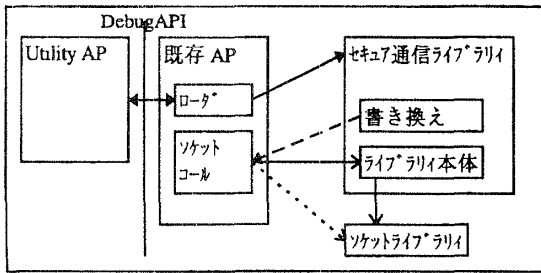 DebugAPI
Utility AP
既存 AP
ローダ
ソケット
コール
セキュア通信ライブラリィ
書き換え
ライブラリィ本体
ソケットライブラリィ